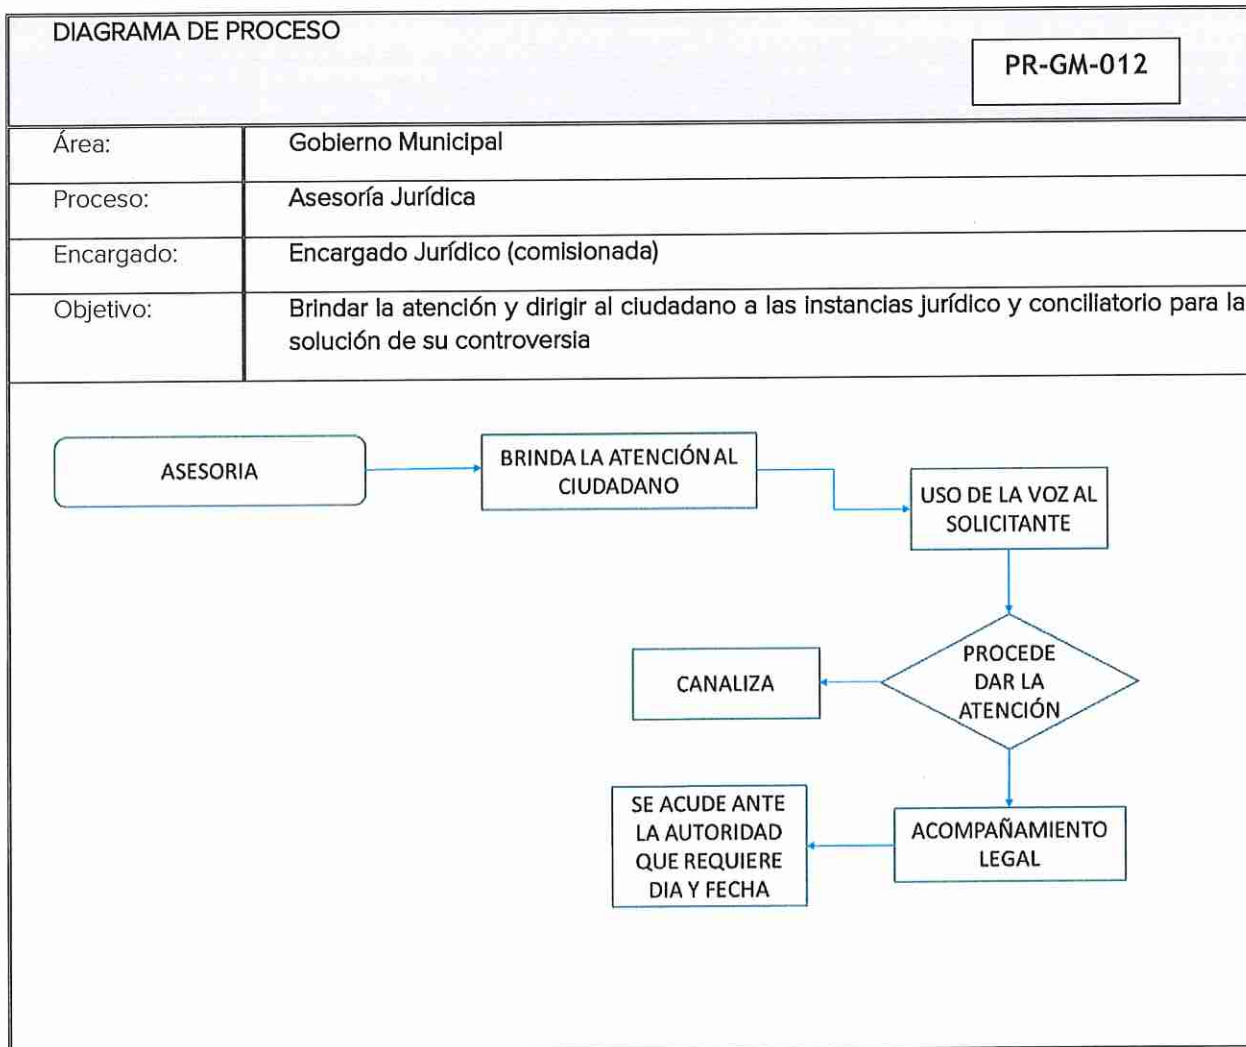 DIAGRAMA DE PROCESO
PR-GM-012
Área:
Gobierno Municipal
Proceso:
Asesoría Jurídica
Encargado:
Encargado Jurídico (comisionada)
Objetivo:
Brindar la atención y dirigir al ciudadano a las instancias jurídico y conciliatorio para la
solución de su controversia
ASESORIA
BRINDA LA ATENCIÓN AL
CIUDADANO
USO DE LA VOZ AL
SOLICITANTE
PROCEDE
DAR LA
ATENCIÓN
CANALIZA
ACOMPAÑAMIENTO
LEGAL
SE ACUDE ANTE
LA AUTORIDAD
QUE REQUIERE
DIA Y FECHA